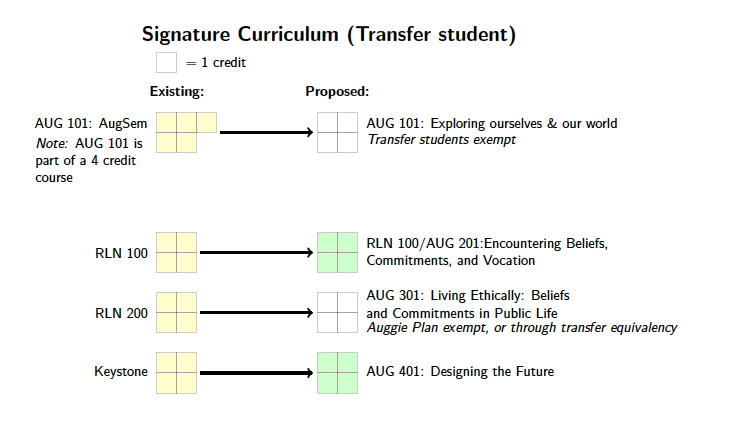 Signature Curriculum (Transfer student)
= 1 credit
Existing:
Proposed:
AUG 101: AugSem
Note: AUG 101 is
part of a 4 credit
course
AUG 101: Exploring ourselves & our world
Transfer students exempt
RLN 100
RLN 100/AUG 201:Encountering Beliefs,
Commitments, and Vocation
RLN 200
AUG 301: Living Ethically: Beliefs
and Commitments in Public Life
Auggie Plan exempt, or through transfer equivalency
Keystone
AUG 401: Designing the Future